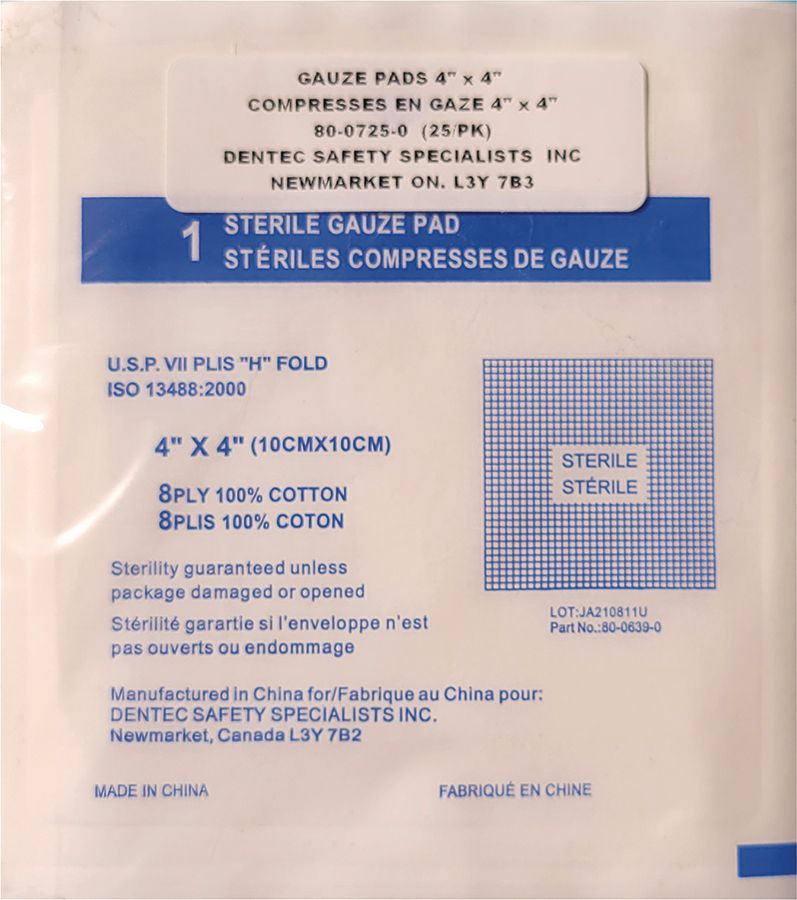 GAUZE PADS 4" x 4"
COMPRESSES EN GAZE 4" x 4"
80-0725-0 (25/PK)
DENTEC SAFETY SPECIALISTS INC
NEWMARKET ON. L3Y 7B3
1 STERILE GAUZE PAD
STÉRILES COMPRESSES DE GAUZE
U.S.P. VII PLIS "H" FOLD
ISO 13488:2000
4" X 4" (10CMX10CM)
8PLY 100% COTTON
8PLIS 100% COTON
STERILE
STÉRILE
Sterility guaranteed unless
package damaged or opened
Stérilité garartie si l'enveloppe n'est
pas ouverts ou endommage
LOT:JA210811U
Part No.:80-0639-0
Manufactured in China for/Fabrique au China pour:
DENTEC SAFETY SPECIALISTS INC.
Newmarket, Canada L3Y 7B2
MADE IN CHINA
FABRIQUÉ EN CHINE